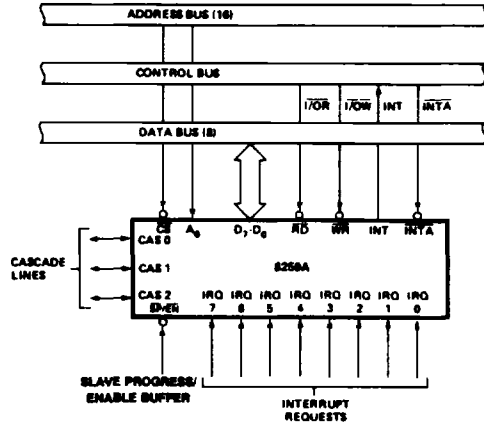 ADDRESS BUS (16)
CONTROL BUS
I/OR I/OW INT INTA
DATA BUS (8)
CS A0 D7-D0 RD WR INT INTA
CAS 0
8259A
CASCADE LINES
CAS 1
CAS 2 IRQ IRQ IRQ IRQ IRQ IRQ IRQ IRQ
SP/EN 7 6 5 4 3 2 1 0
SLAVE PROGRESS/
ENABLE BUFFER
INTERRUPT
REQUESTS